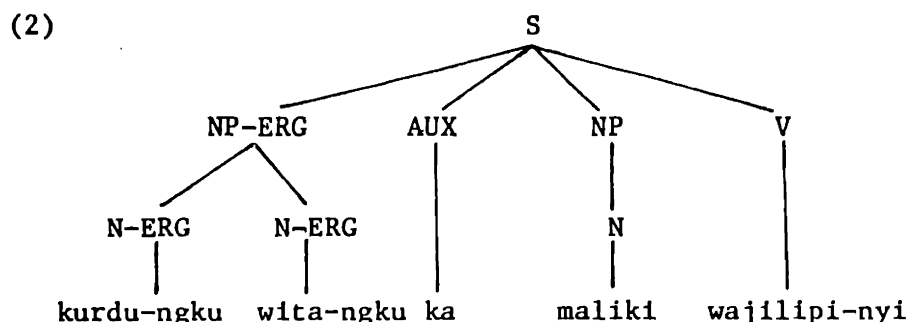 (2) S
NP-ERG AUX NP V
N-ERG N-ERG N
kurdu-ngku wita-ngku ka maliki wajilipi-nyi